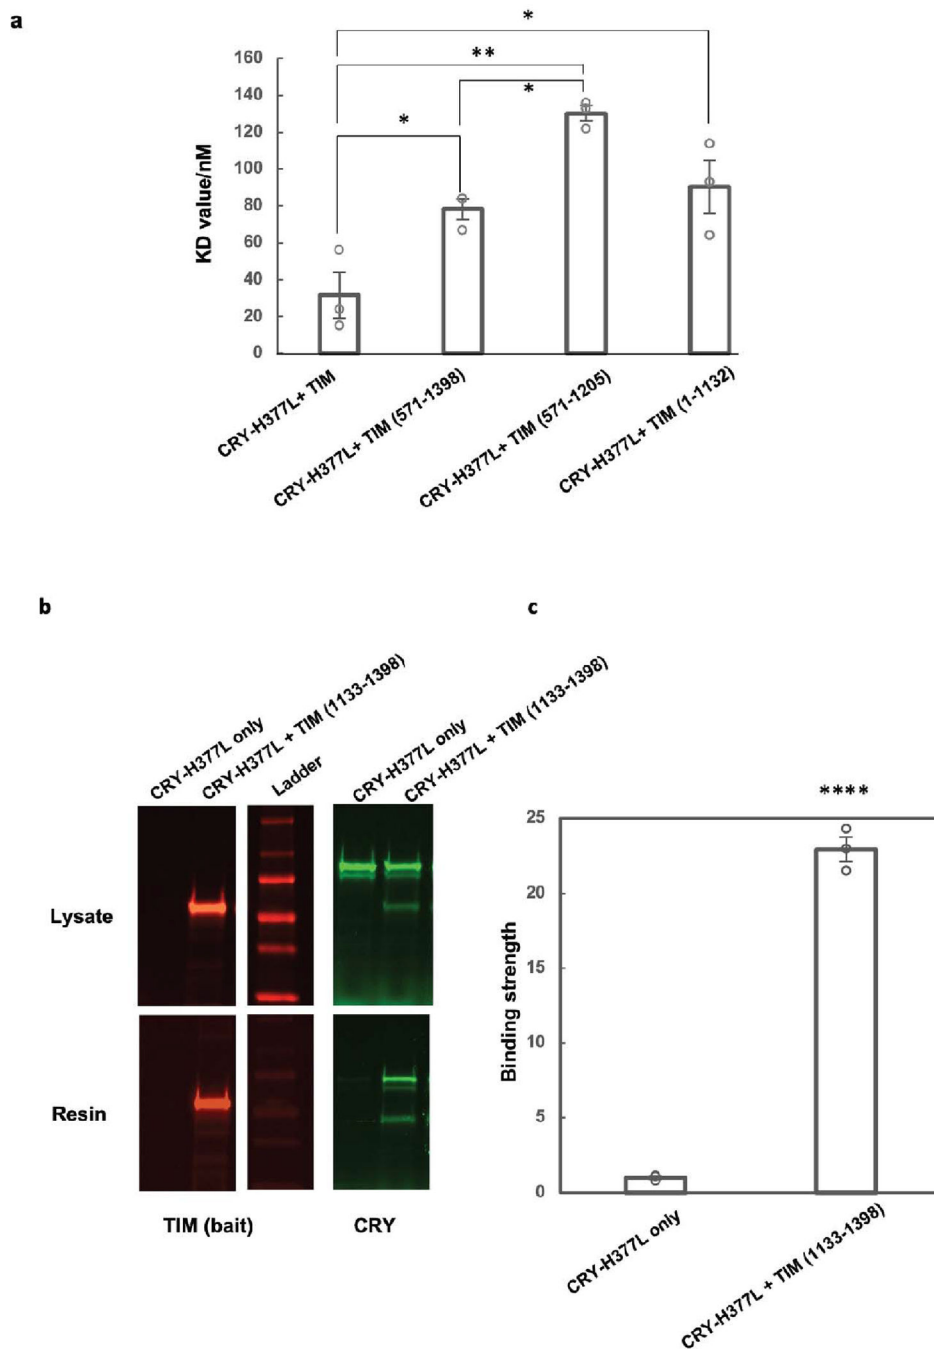 a
*
**
*
*
160
140
120
100
80
60
40
20
0
KD value/nM
CRY-H377L+ TIM
CRY-H377L+ TIM (571-1398)
CRY-H377L+ TIM (571-1205)
CRY-H377L+ TIM (1-1132)
b
CRY-H377L only
CRY-H377L + TIM (1133-1398)
Ladder
CRY-H377L only
CRY-H377L + TIM (1133-1398)
Lysate
Resin
TIM (bait)
CRY
c
****
25
20
15
10
5
0
Binding strength
CRY-H377L only
CRY-H377L + TIM (1133-1398)